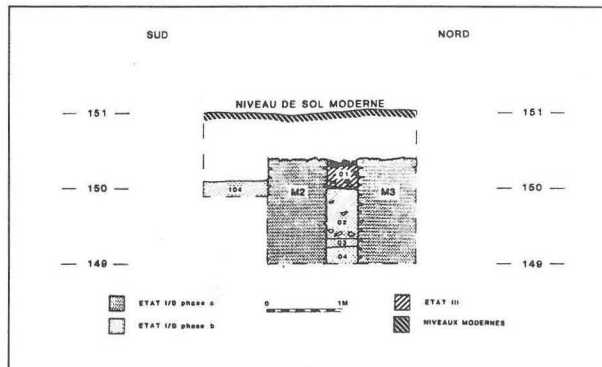 SUD NORD
NIVEAU DE SOL MODERNE
151 151
01
104 150 M2 M3 150
02
03
149 04 149
ETAT I/B phase c 0 1M ETAT III
ETAT I/B phase b NIVEAUX MODERNES